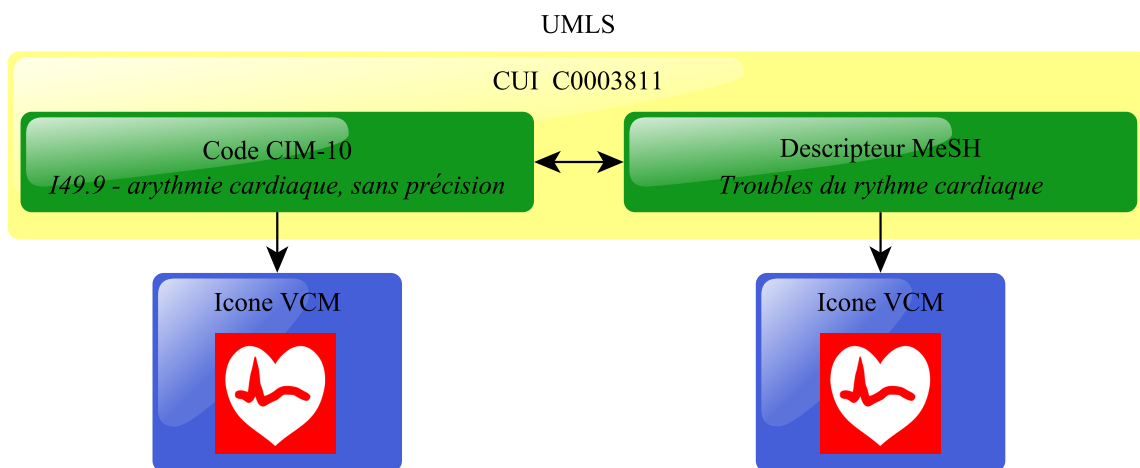 UMLS
CUI C0003811
Code CIM-10
I49.9 - arythmie cardiaque, sans précision
Descripteur MeSH
Troubles du rythme cardiaque
Icone VCM
Icone VCM